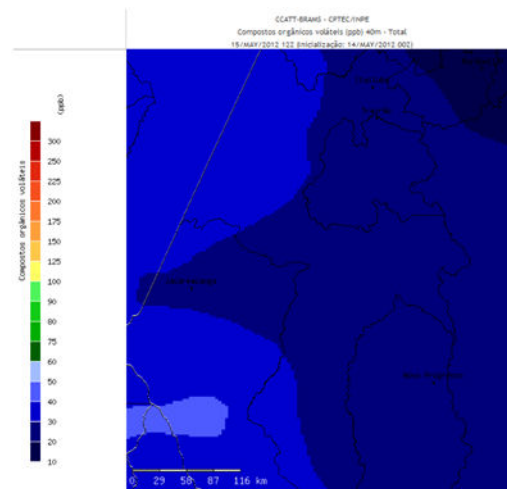 CCATT-BRAMS - CPTEC/INPE
Compostos orgânicos voláteis (ppb) 40m - Total
15/MAY/2012 12Z (Inicialização: 14/MAY/2012 00Z)
(ppb)
Compostos orgânicos voláteis
300
250
225
200
175
150
125
100
90
80
70
60
50
40
30
20
10
0 29 58 87 116 km